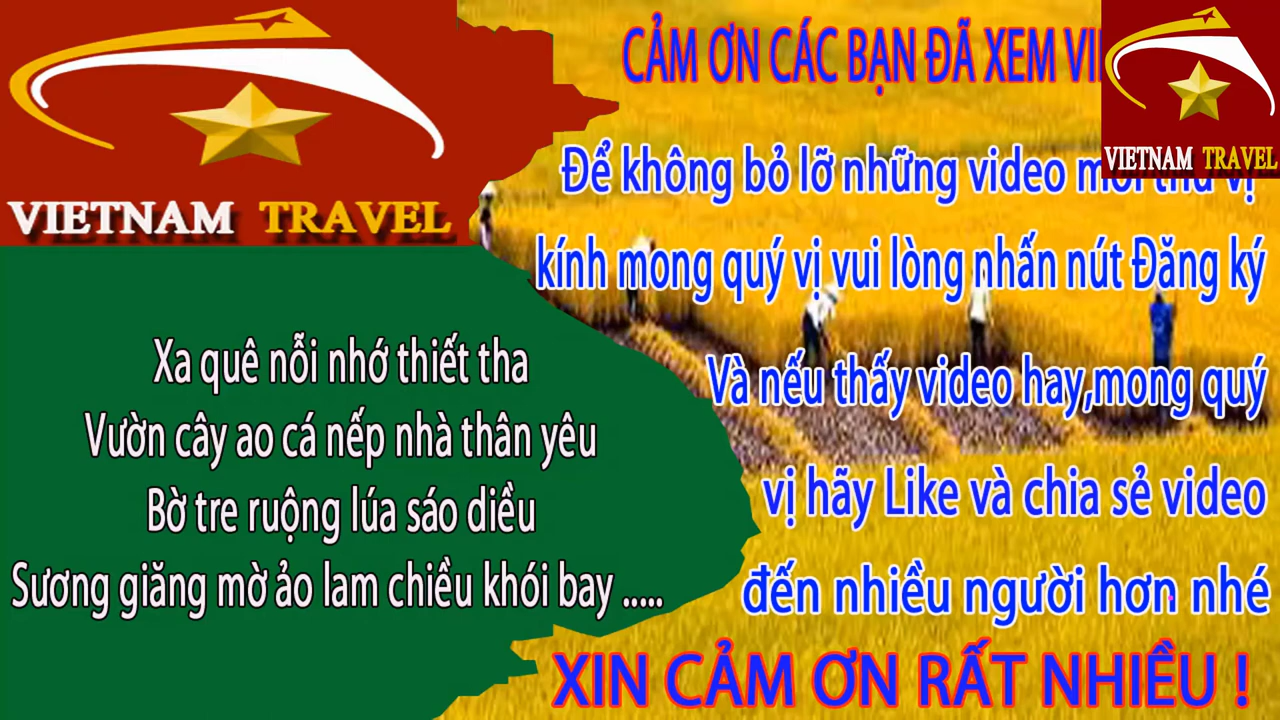 VIETNAM TRAVEL
Xa quê nỗi nhớ thiết tha
Vườn cây ao cá nếp nhà thân yêu
Bờ tre ruộng lúa sáo diều
Sương giăng mờ ảo lam chiều khói bay .....
CẢM ƠN CÁC BẠN ĐÃ XEM
VIETNAM TRAVEL
Để không bỏ lỡ những video mới thú vị
kính mong quý vị vui lòng nhấn nút Đăng ký
Và nếu thấy video hay,mong quý
vị hãy Like và chia sẻ video
đến nhiều người hơn nhé
XIN CẢM ƠN RẤT NHIỀU !